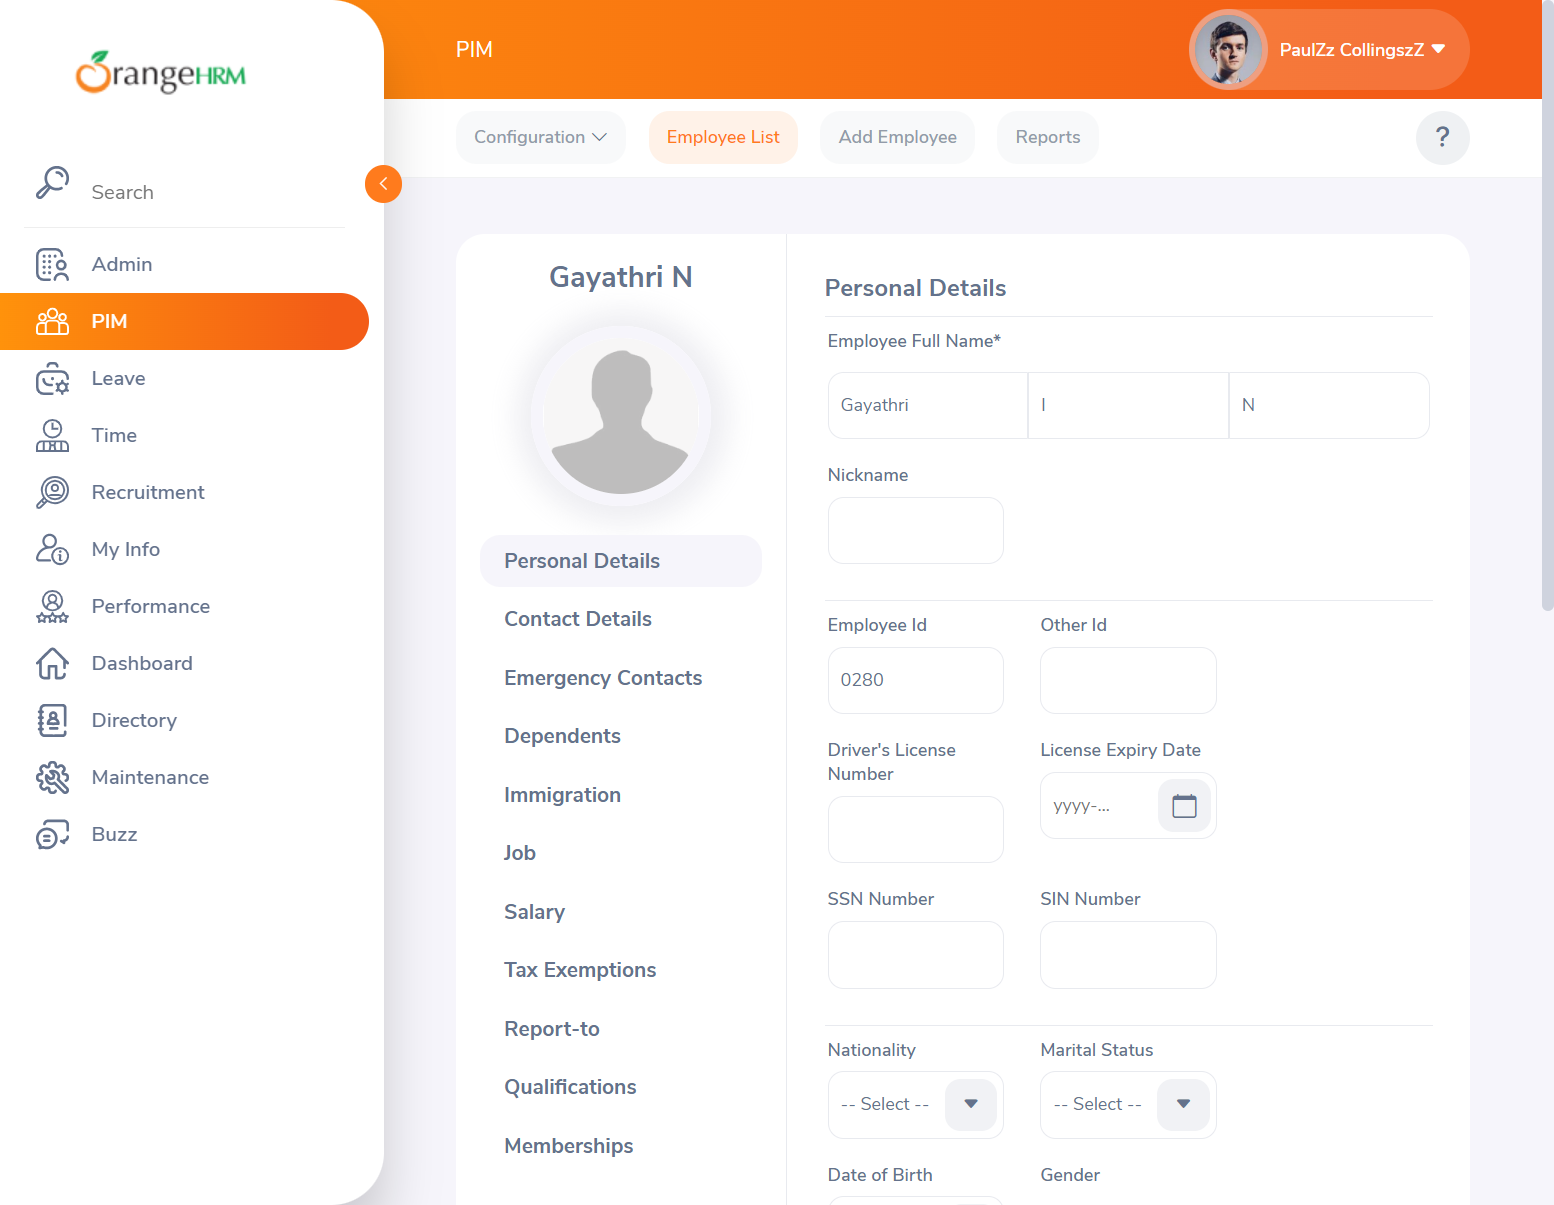 OrangeHRM
PIM
PaulZz CollingszZ
Configuration
Employee List
Add Employee
Reports
?
Search
Admin
PIM
Leave
Time
Recruitment
My Info
Performance
Dashboard
Directory
Maintenance
Buzz
Gayathri N
Personal Details
Contact Details
Emergency Contacts
Dependents
Immigration
Job
Salary
Tax Exemptions
Report-to
Qualifications
Memberships
Personal Details
Employee Full Name*
Gayathri
I
N
Nickname
Employee Id
Other Id
0280
Driver's License
Number
License Expiry Date
yyyy-...
SSN Number
SIN Number
Nationality
Marital Status
-- Select --
-- Select --
Date of Birth
Gender